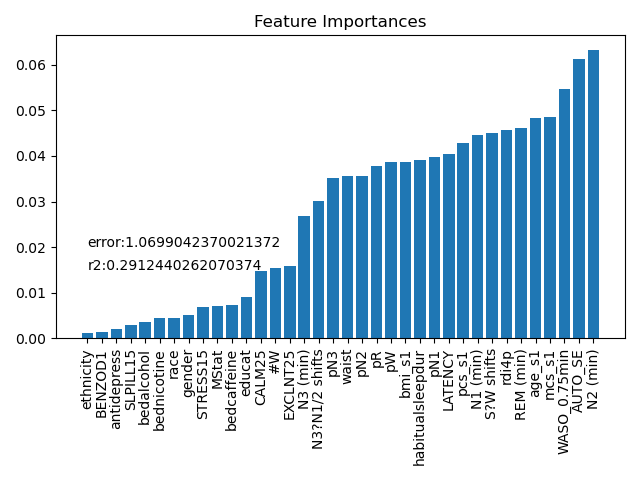 Feature Importances
0.06
0.05
0.04
0.03
0.02
0.01
0.00
error:1.0699042370021372
r2:0.2912440262070374
ethnicity
BENZOD1
antidepress
SLPILL15
bedalcohol
bednicotine
race
gender
STRESS15
MStat
bedcaffeine
educat
CALM25
#W
EXCLNT25
N3 (min)
N3?N1/2 shifts
pN3
waist
pN2
pR
pW
bmi_s1
habitualsleepdur
pN1
LATENCY
pcs_s1
N1 (min)
S?W shifts
rdi4p
REM (min)
age_s1
mcs_s1
WASO_0.75min
AUTO_SE
N2 (min)